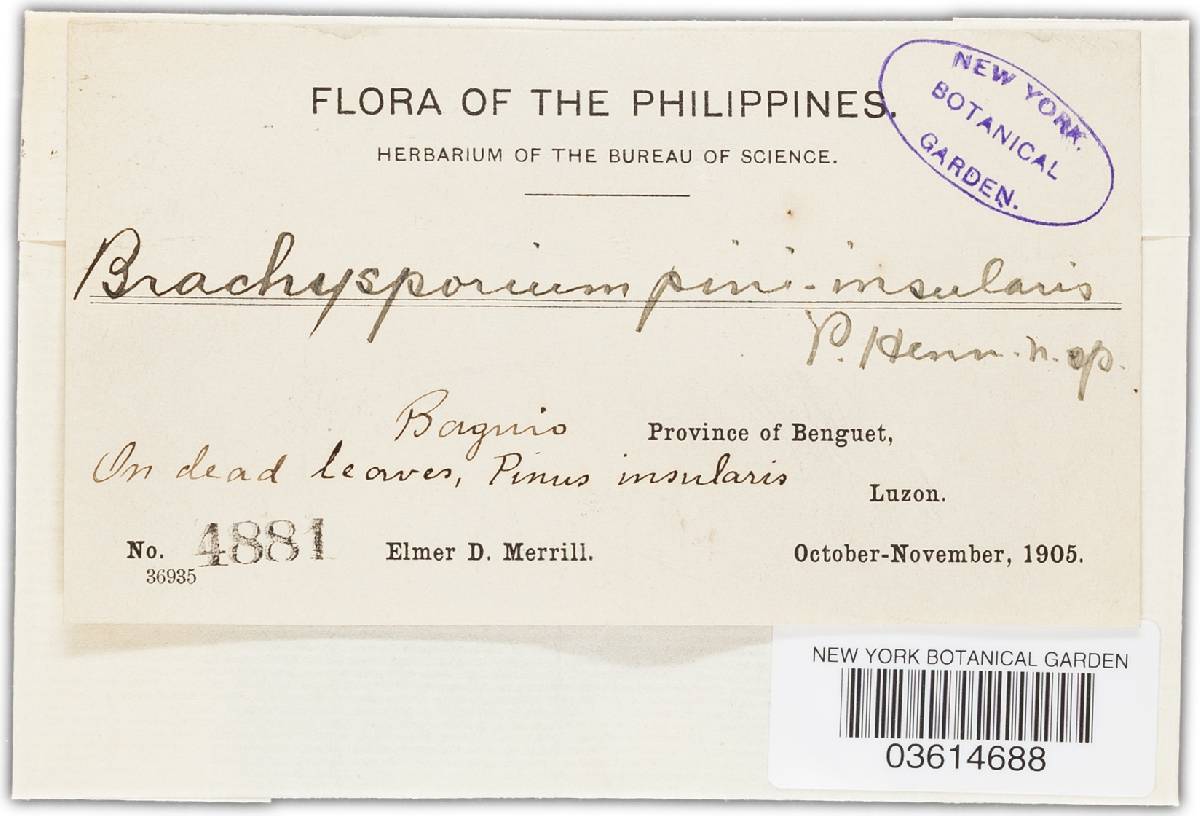 FLORA OF THE PHILIPPINES.
HERBARIUM OF THE BUREAU OF SCIENCE.
NEW YORK
BOTANICAL
GARDEN.
Brachysporium pini-insularis
P. Henn. n. sp.
Baguio Province of Benguet,
On dead leaves, Pinus insularis
Luzon.
No. 4881 Elmer D. Merrill. October-November, 1905.
36935
NEW YORK BOTANICAL GARDEN
03614688